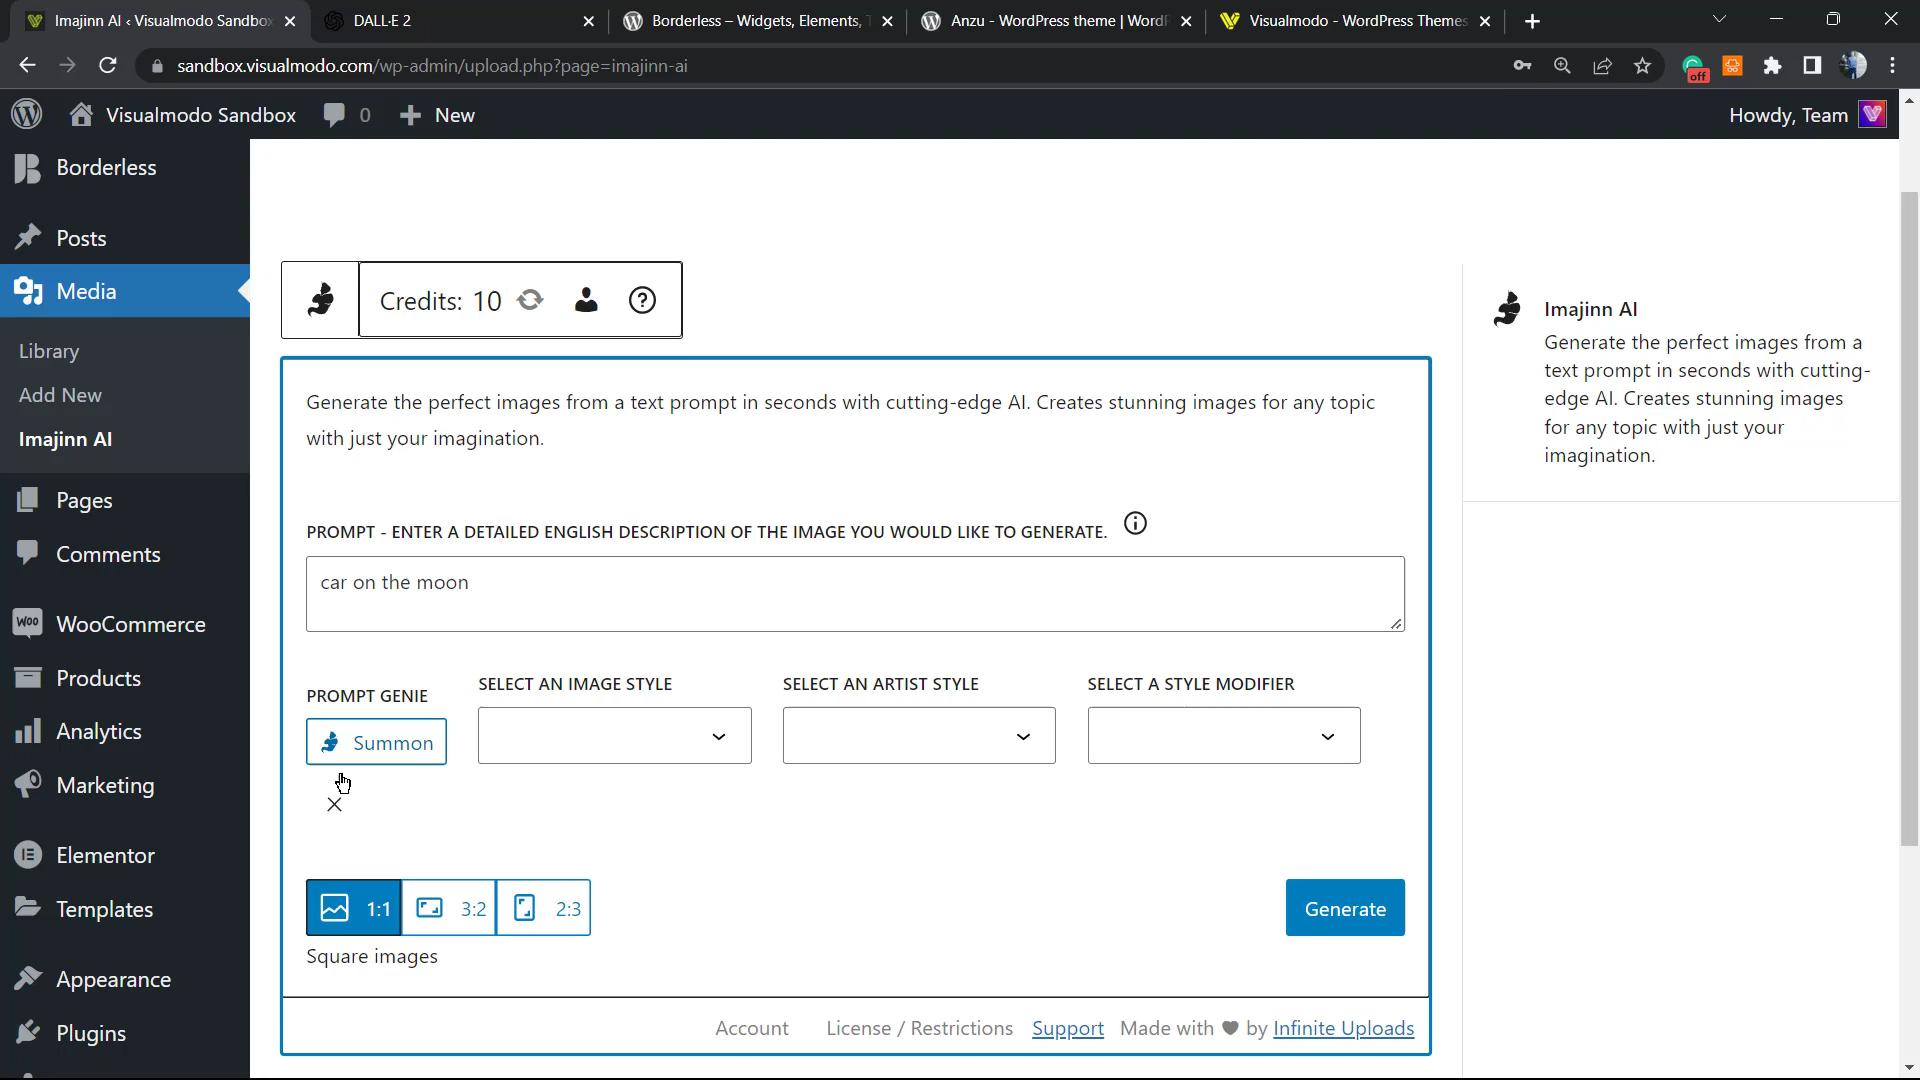 Imajinn AI ‹ Visualmodo Sandbox
DALL·E 2
Borderless – Widgets, Elements,
Anzu - WordPress theme | Word
Visualmodo - WordPress Themes
sandbox.visualmodo.com/wp-admin/upload.php?page=imajinn-ai
off
Visualmodo Sandbox
0
New
Howdy, Team
Borderless
Posts
Media
Library
Add New
Imajinn AI
Pages
Comments
Woo
WooCommerce
Products
Analytics
Marketing
Elementor
Templates
Appearance
Plugins
Credits: 10
Generate the perfect images from a text prompt in seconds with cutting-edge AI. Creates stunning images for any topic
with just your imagination.
PROMPT - ENTER A DETAILED ENGLISH DESCRIPTION OF THE IMAGE YOU WOULD LIKE TO GENERATE.
car on the moon
PROMPT GENIE
Summon
SELECT AN IMAGE STYLE
SELECT AN ARTIST STYLE
SELECT A STYLE MODIFIER
1:1
3:2
2:3
Generate
Square images
Account
License / Restrictions
Support
Made with
by Infinite Uploads
Imajinn AI
Generate the perfect images from a
text prompt in seconds with cutting-
edge AI. Creates stunning images
for any topic with just your
imagination.